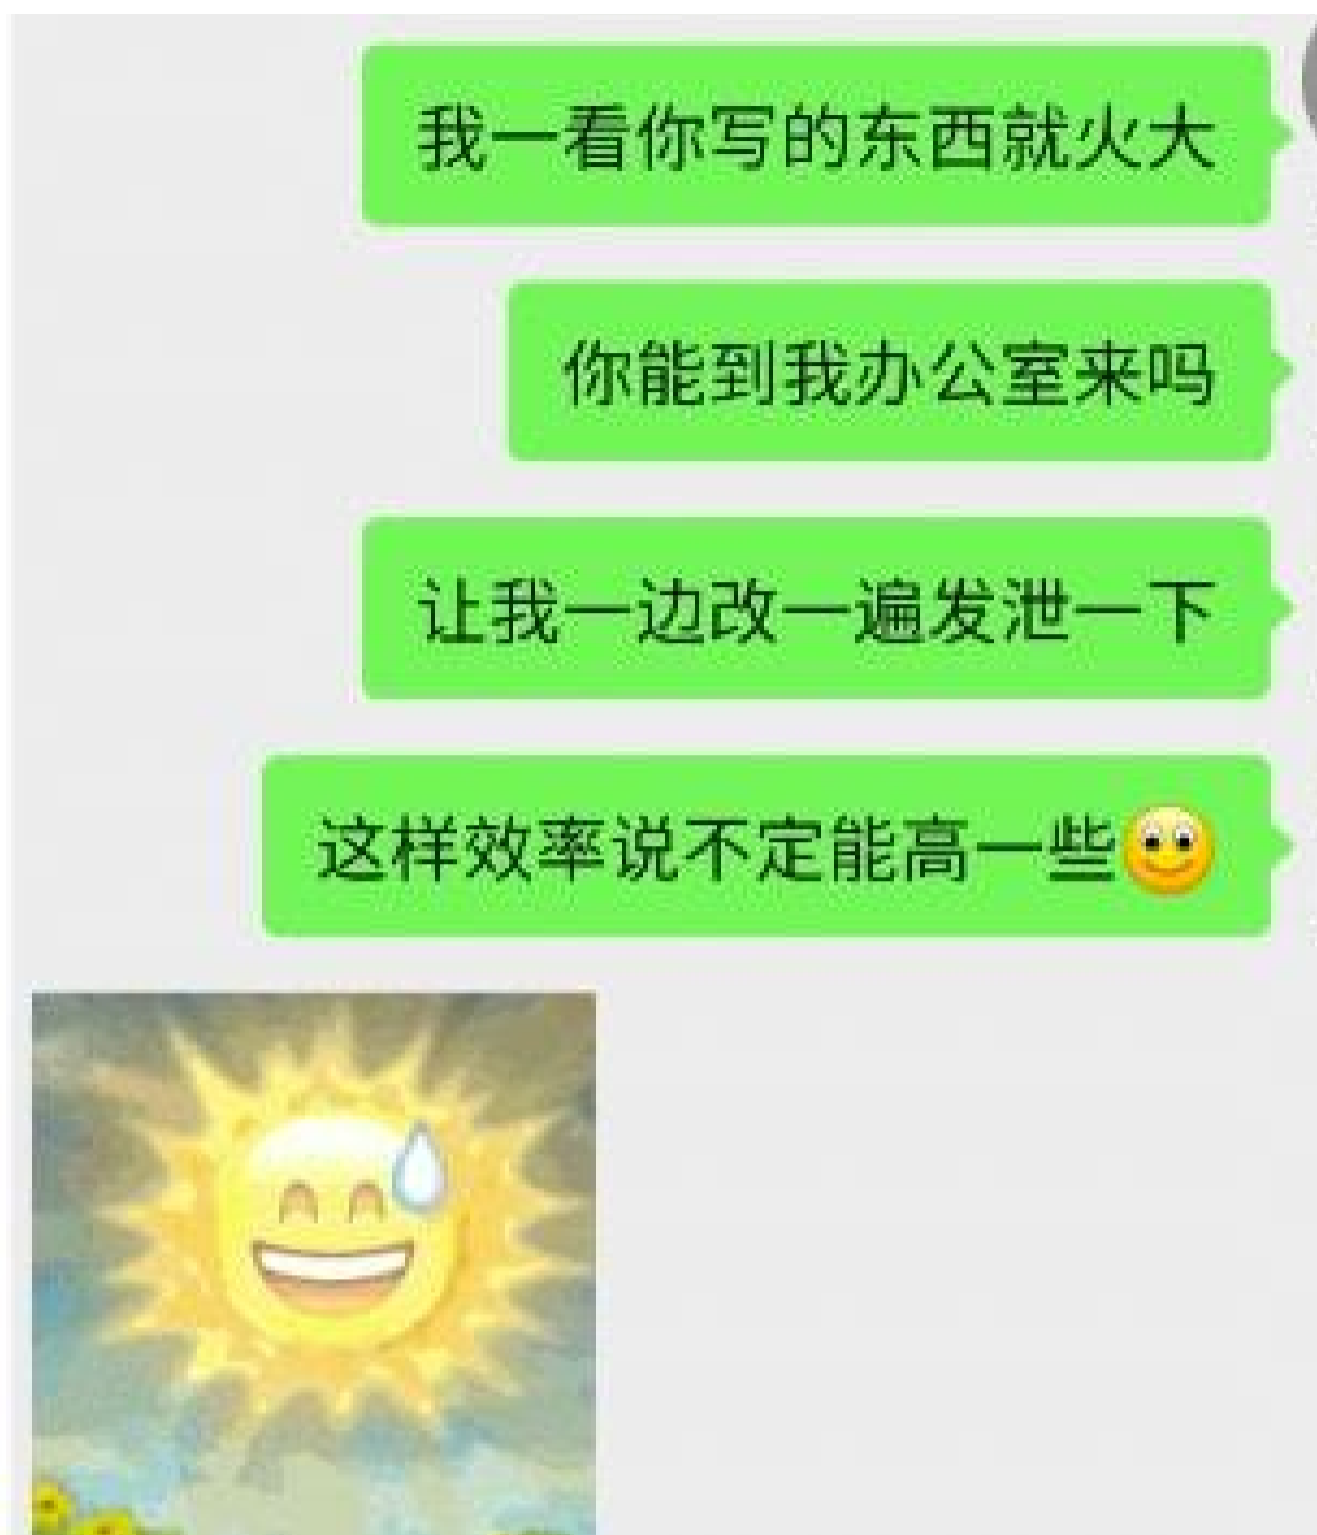 我一看你写的东西就火大
你能到我办公室来吗
让我一边改一遍发泄一下
这样效率说不定能高一些